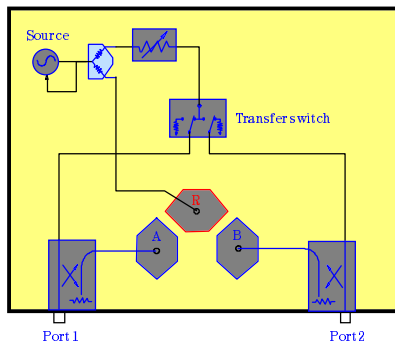 Source
Transfer switch
R
A
B
Port 1
Port 2